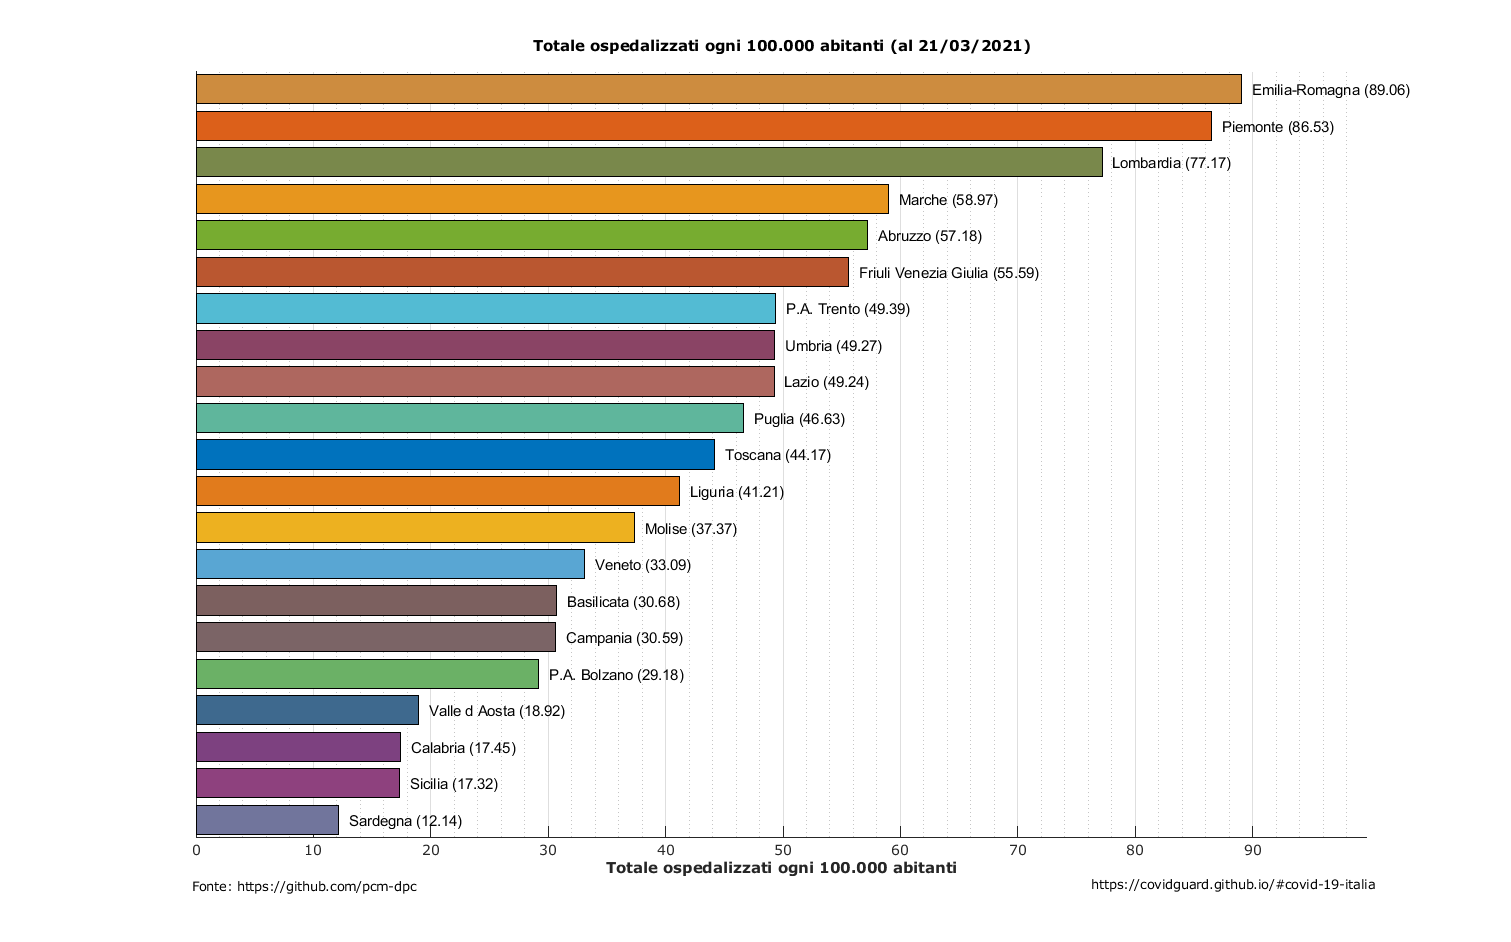 Totale ospedalizzati ogni 100.000 abitanti (al 21/03/2021)
Emilia-Romagna (89.06)
Piemonte (86.53)
Lombardia (77.17)
Marche (58.97)
Abruzzo (57.18)
Friuli Venezia Giulia (55.59)
P.A. Trento (49.39)
Umbria (49.27)
Lazio (49.24)
Puglia (46.63)
Toscana (44.17)
Liguria (41.21)
Molise (37.37)
Veneto (33.09)
Basilicata (30.68)
Campania (30.59)
P.A. Bolzano (29.18)
Valle d Aosta (18.92)
Calabria (17.45)
Sicilia (17.32)
Sardegna (12.14)
0 10 20 30 40 50 60 70 80 90
Totale ospedalizzati ogni 100.000 abitanti
Fonte: https://github.com/pcm-dpc
https://covidguard.github.io/#covid-19-italia